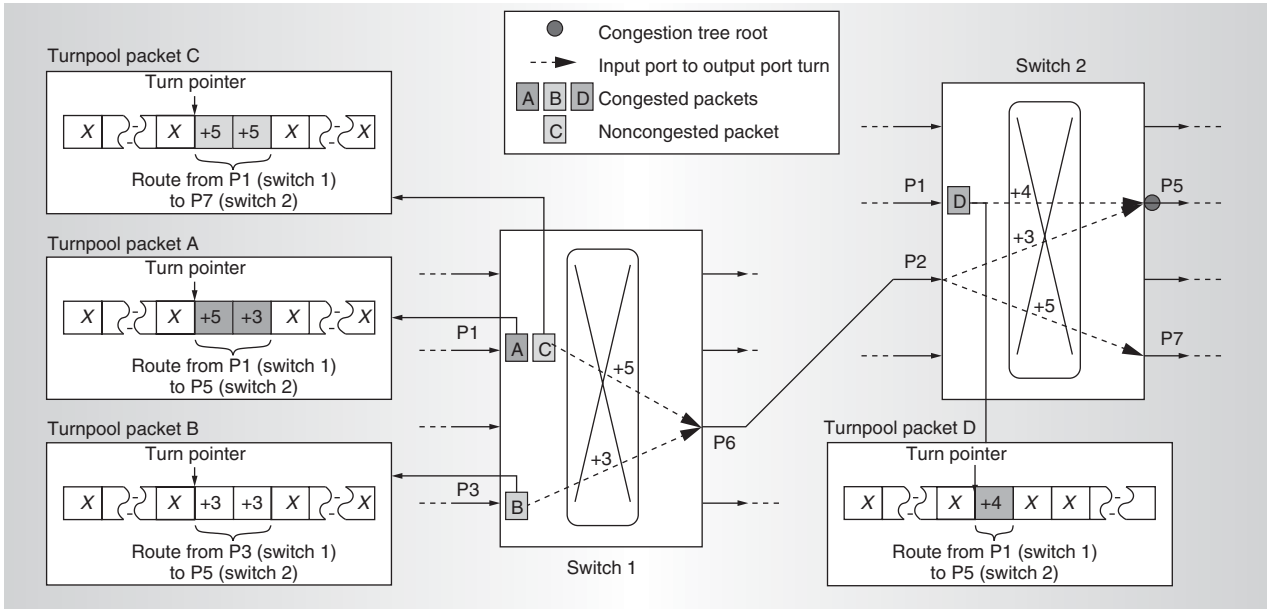 Turnpool packet C
Turn pointer
X X +5 +5 X X
Route from P1 (switch 1)
to P7 (switch 2)
Turnpool packet A
Turn pointer
X X +5 +3 X X
Route from P1 (switch 1)
to P5 (switch 2)
Turnpool packet B
Turn pointer
X X +3 +3 X X
Route from P3 (switch 1)
to P5 (switch 2)
Congestion tree root
Input port to output port turn
A B D Congested packets
C Noncongested packet
P1
A C
+5
P6
+3
P3
B
Switch 1
Switch 2
P1
D
+4
P5
+3
P2
+5
P7
Turnpool packet D
Turn pointer
X X +4 X X
Route from P1 (switch 1)
to P5 (switch 2)